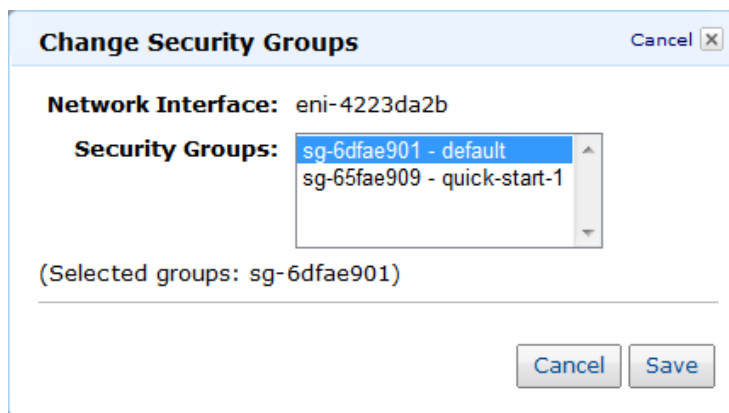 Change Security Groups Cancel
Network Interface: eni-4223da2b
Security Groups: sg-6dfae901 - default
sg-65fae909 - quick-start-1
(Selected groups: sg-6dfae901)
Cancel Save